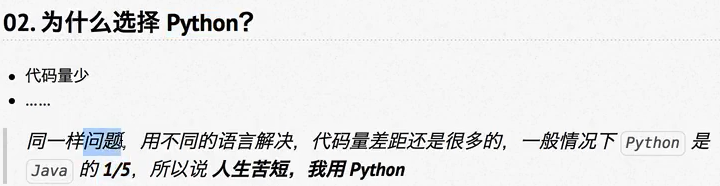 02. 为什么选择 Python?
代码量少
……
同一样问题，用不同的语言解决，代码量差距还是很多的，一般情况下 Python 是
Java 的 1/5，所以说 人生苦短，我用 Python